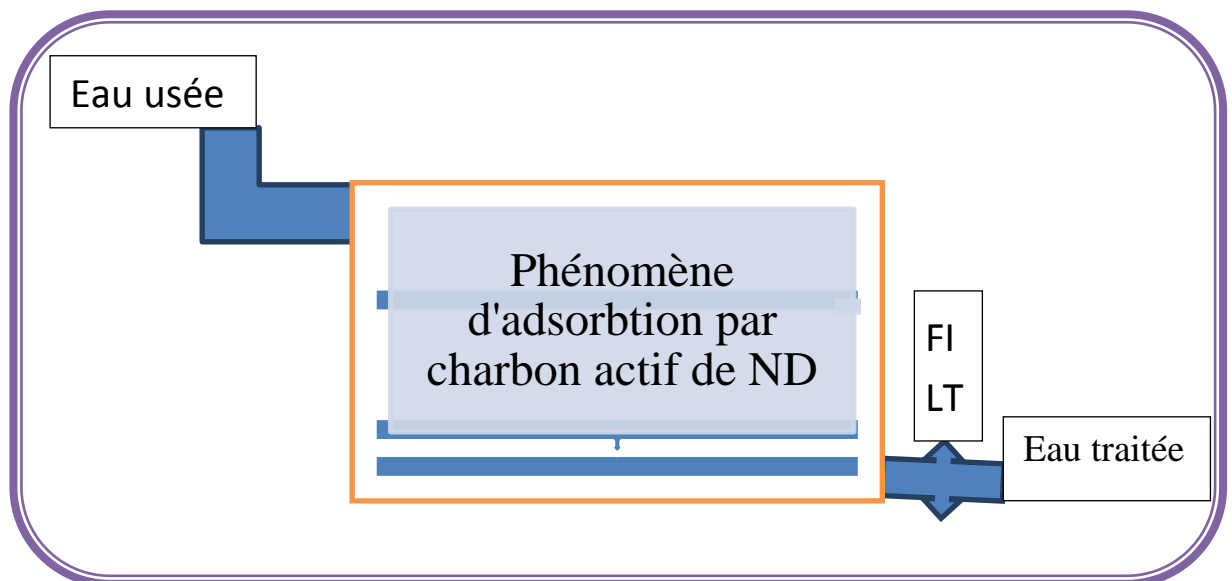 Eau usée
Phénomène
d'adsorbtion par
charbon actif de ND
FI
LT
Eau traitée